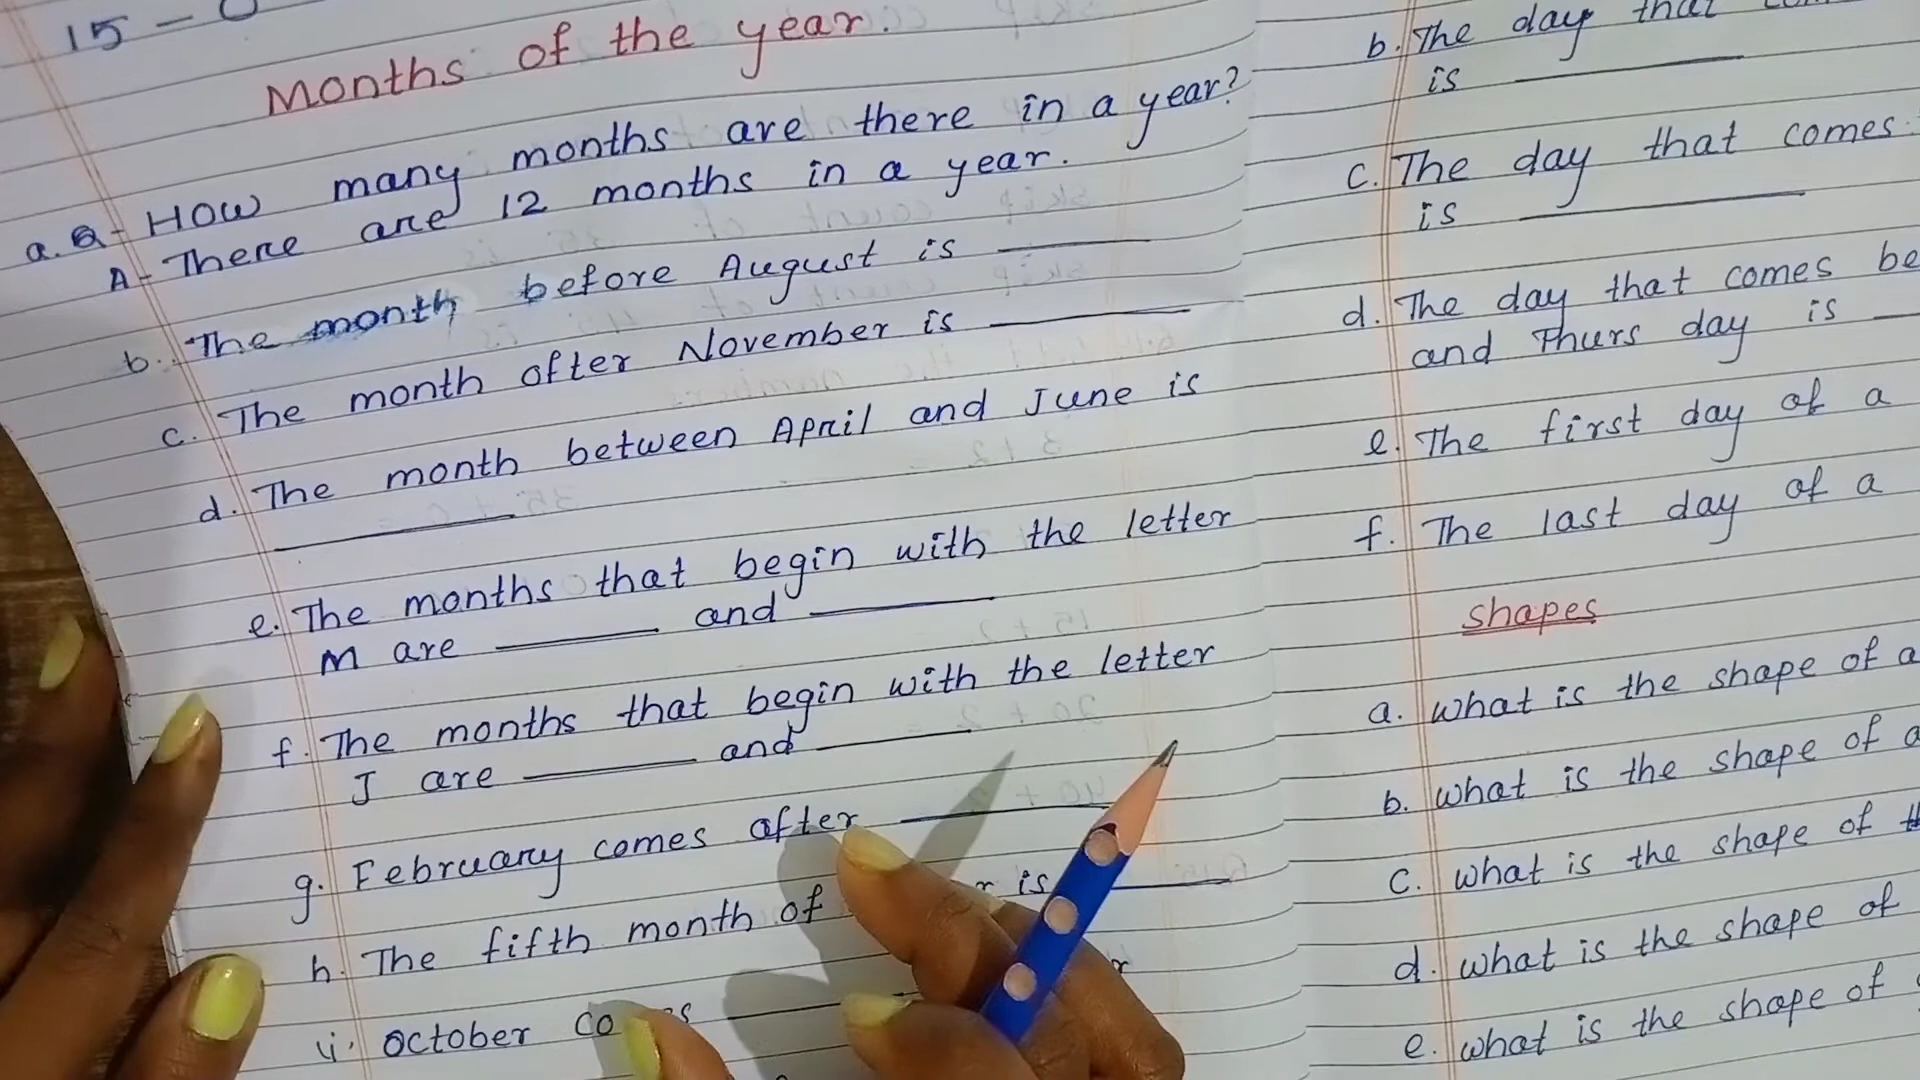 15 -
Months of the year.
a. Q- How many months are there in a year?
A- There are 12 months in a year.
b. The month before August is
c. The month after November is
d. The month between April and June is
e. The months that begin with the letter
M are and
f. The months that begin with the letter
J are and
g. February comes after
h. The fifth month of is
i. October
b. The day that
is
c. The day that comes
is
d. The day that comes be
and Thurs day is
e. The first day of a
f. The last day of a
shapes
a. what is the shape of a
b. what is the shape of a
c. what is the shape of
d. what is the shape of
e. what is the shape of